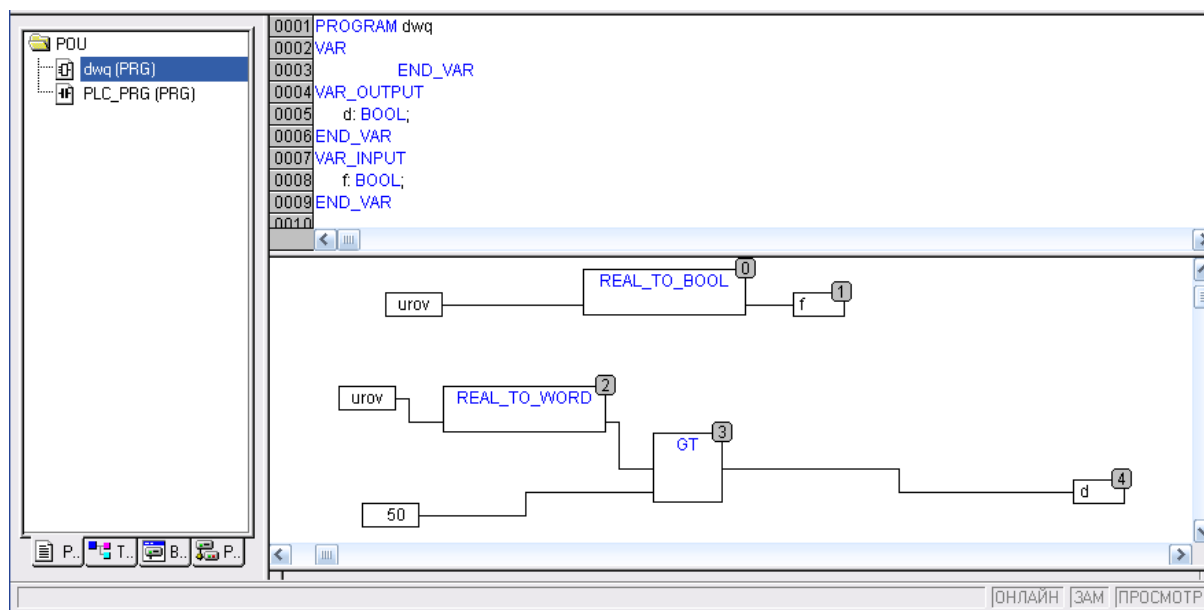 POU
dwq (PRG)
PLC_PRG (PRG)
P..
T..
B..
P..
0001 PROGRAM dwq
0002 VAR
0003 END_VAR
0004 VAR_OUTPUT
0005 d: BOOL;
0006 END_VAR
0007 VAR_INPUT
0008 f: BOOL;
0009 END_VAR
0010
0
REAL_TO_BOOL
1
urov
f
2
urov
REAL_TO_WORD
3
GT
4
d
50
ОНЛАЙН ЗАМ ПРОСМОТР